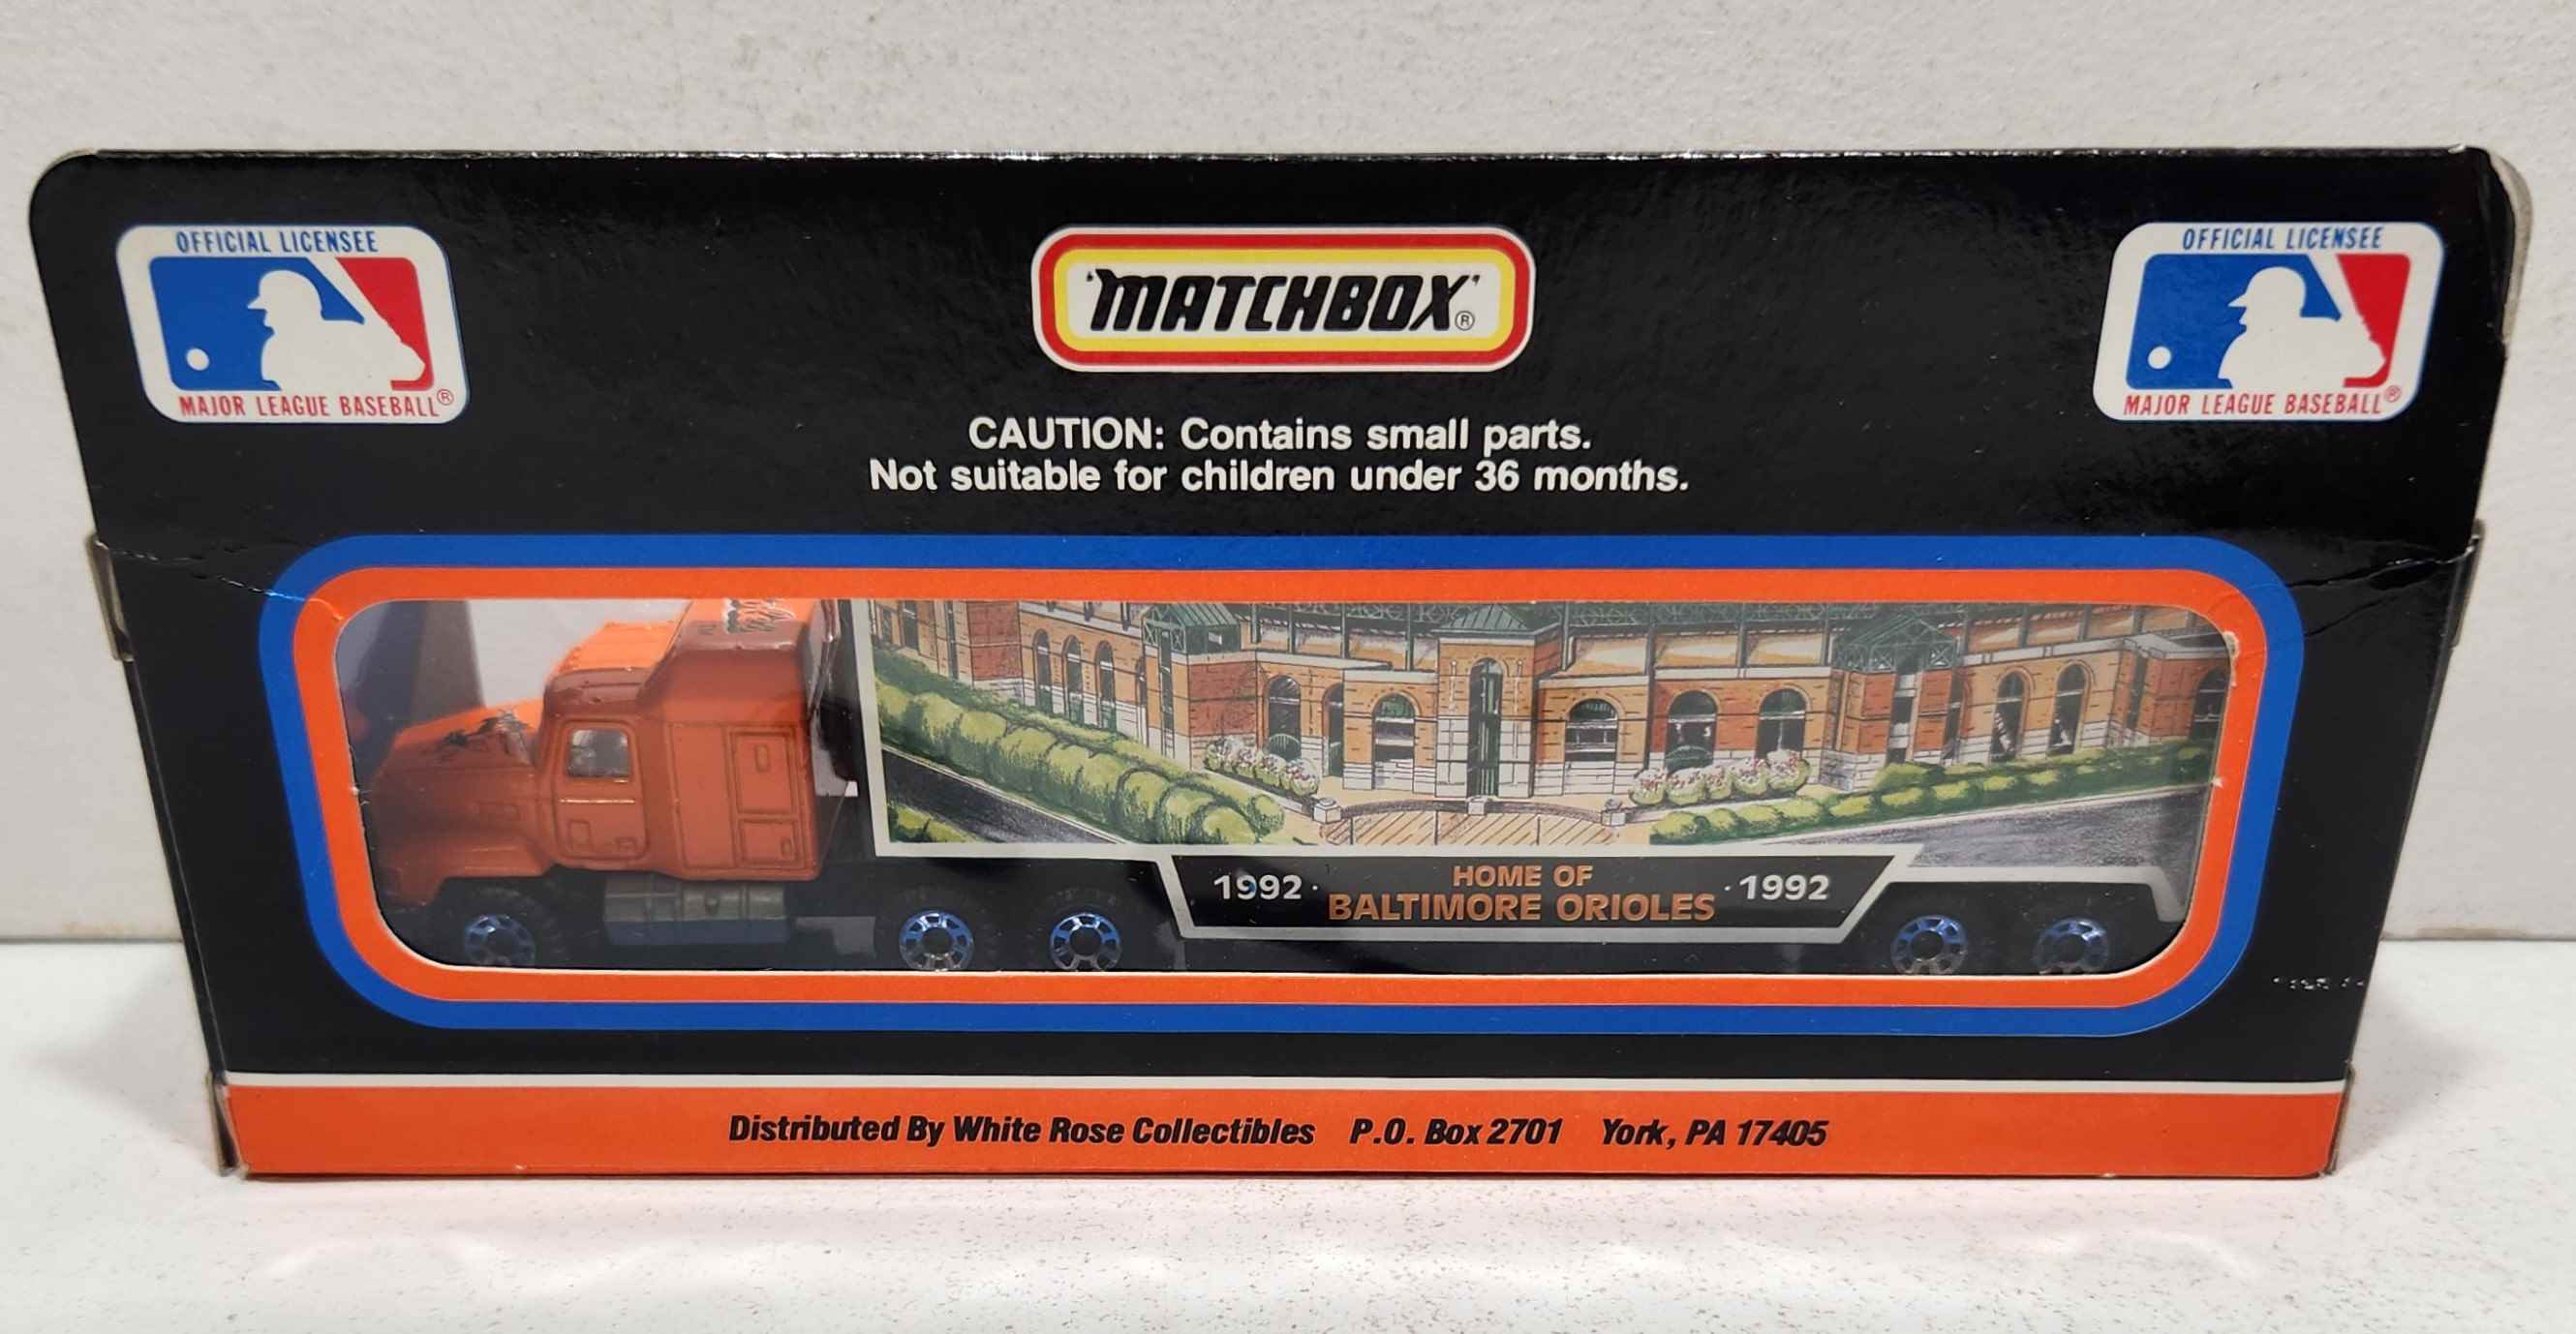 OFFICIAL LICENSEE
MAJOR LEAGUE BASEBALL®
'MATCHBOX'®
OFFICIAL LICENSEE
MAJOR LEAGUE BASEBALL®
CAUTION: Contains small parts.
Not suitable for children under 36 months.
1992 · HOME OF · 1992
BALTIMORE ORIOLES
Distributed By White Rose Collectibles P.O. Box 2701 York, PA 17405